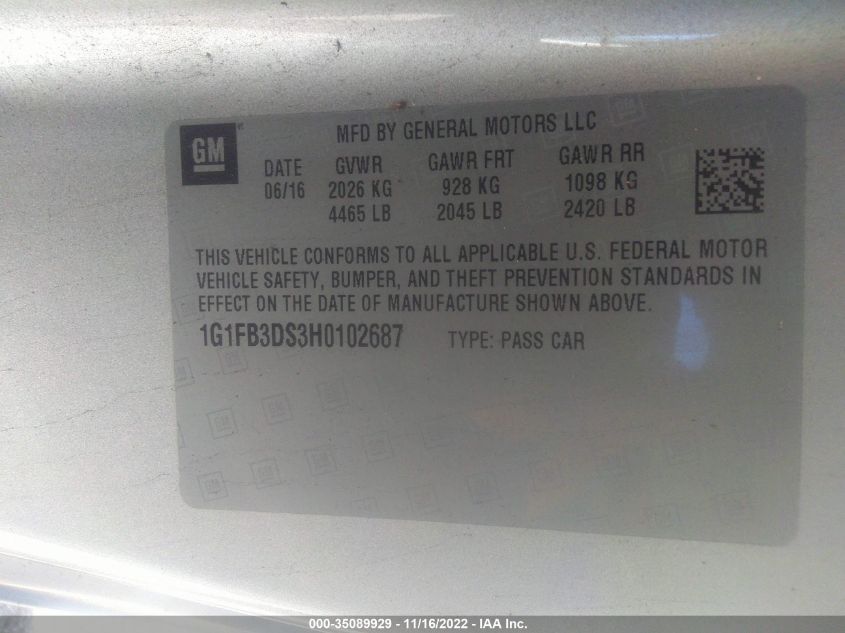 GM
MFD BY GENERAL MOTORS LLC
DATE GVWR GAWR FRT GAWR RR
06/16 2026 KG 928 KG 1098 KG
4465 LB 2045 LB 2420 LB
THIS VEHICLE CONFORMS TO ALL APPLICABLE U.S. FEDERAL MOTOR
VEHICLE SAFETY, BUMPER, AND THEFT PREVENTION STANDARDS IN
EFFECT ON THE DATE OF MANUFACTURE SHOWN ABOVE.
1G1FB3DS3H0102687 TYPE: PASS CAR
000-35089929 - 11/16/2022 - IAA Inc.